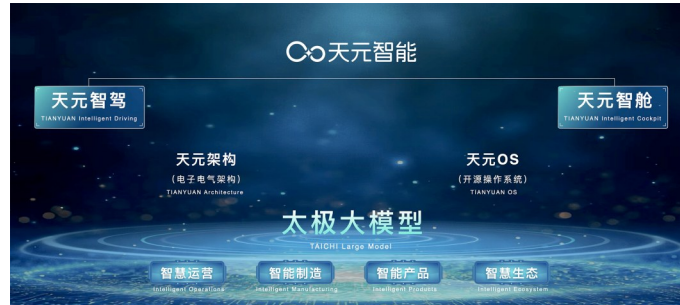 天元智能
天元智驾
TIANYUAN Intelligent Driving
天元智舱
TIANYUAN Intelligent Cockpit
天元架构
（电子电气架构）
TIANYUAN Architecture
天元OS
（开源操作系统）
TIANYUAN OS
太极大模型
TAICHI Large Model
智慧运营
Intelligent Operations
智能制造
Intelligent Manufacturing
智能产品
Intelligent Products
智慧生态
Intelligent Ecosystem